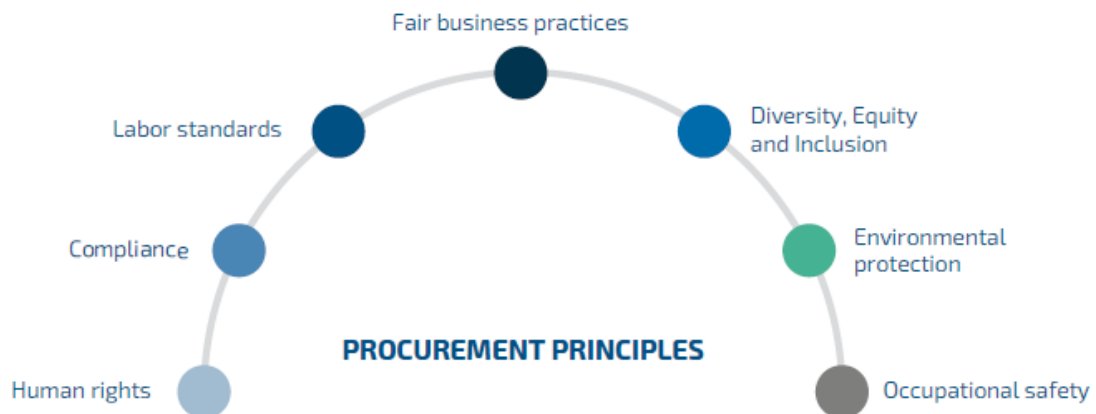 Fair business practices
Labor standards
Diversity, Equity
and Inclusion
Compliance
Environmental
protection
PROCUREMENT PRINCIPLES
Human rights
Occupational safety